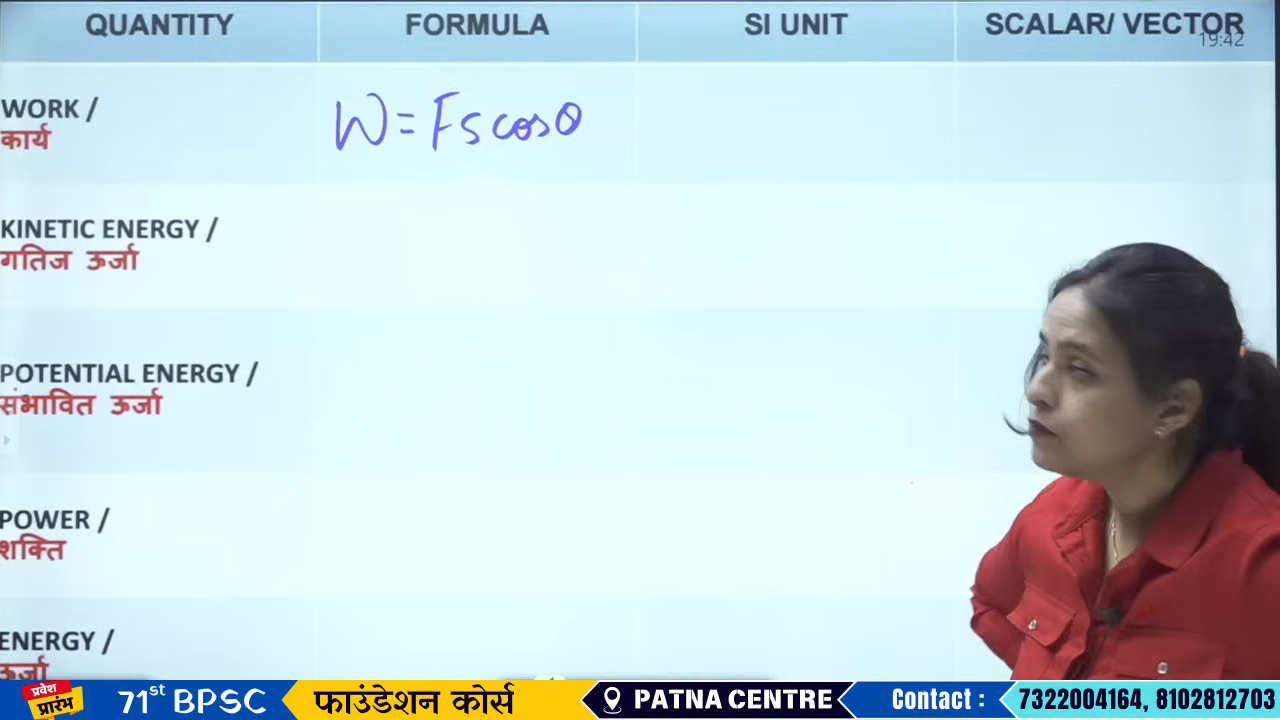 QUANTITY FORMULA SI UNIT SCALAR/ VECTOR
19:42
WORK /
कार्य
W = Fs cosθ
KINETIC ENERGY /
गतिज ऊर्जा
POTENTIAL ENERGY /
संभावित ऊर्जा
POWER /
शक्ति
ENERGY /
ऊर्जा
प्रवेश
प्रारंभ
71st BPSC फाउंडेशन कोर्स PATNA CENTRE Contact : 7322004164, 8102812703